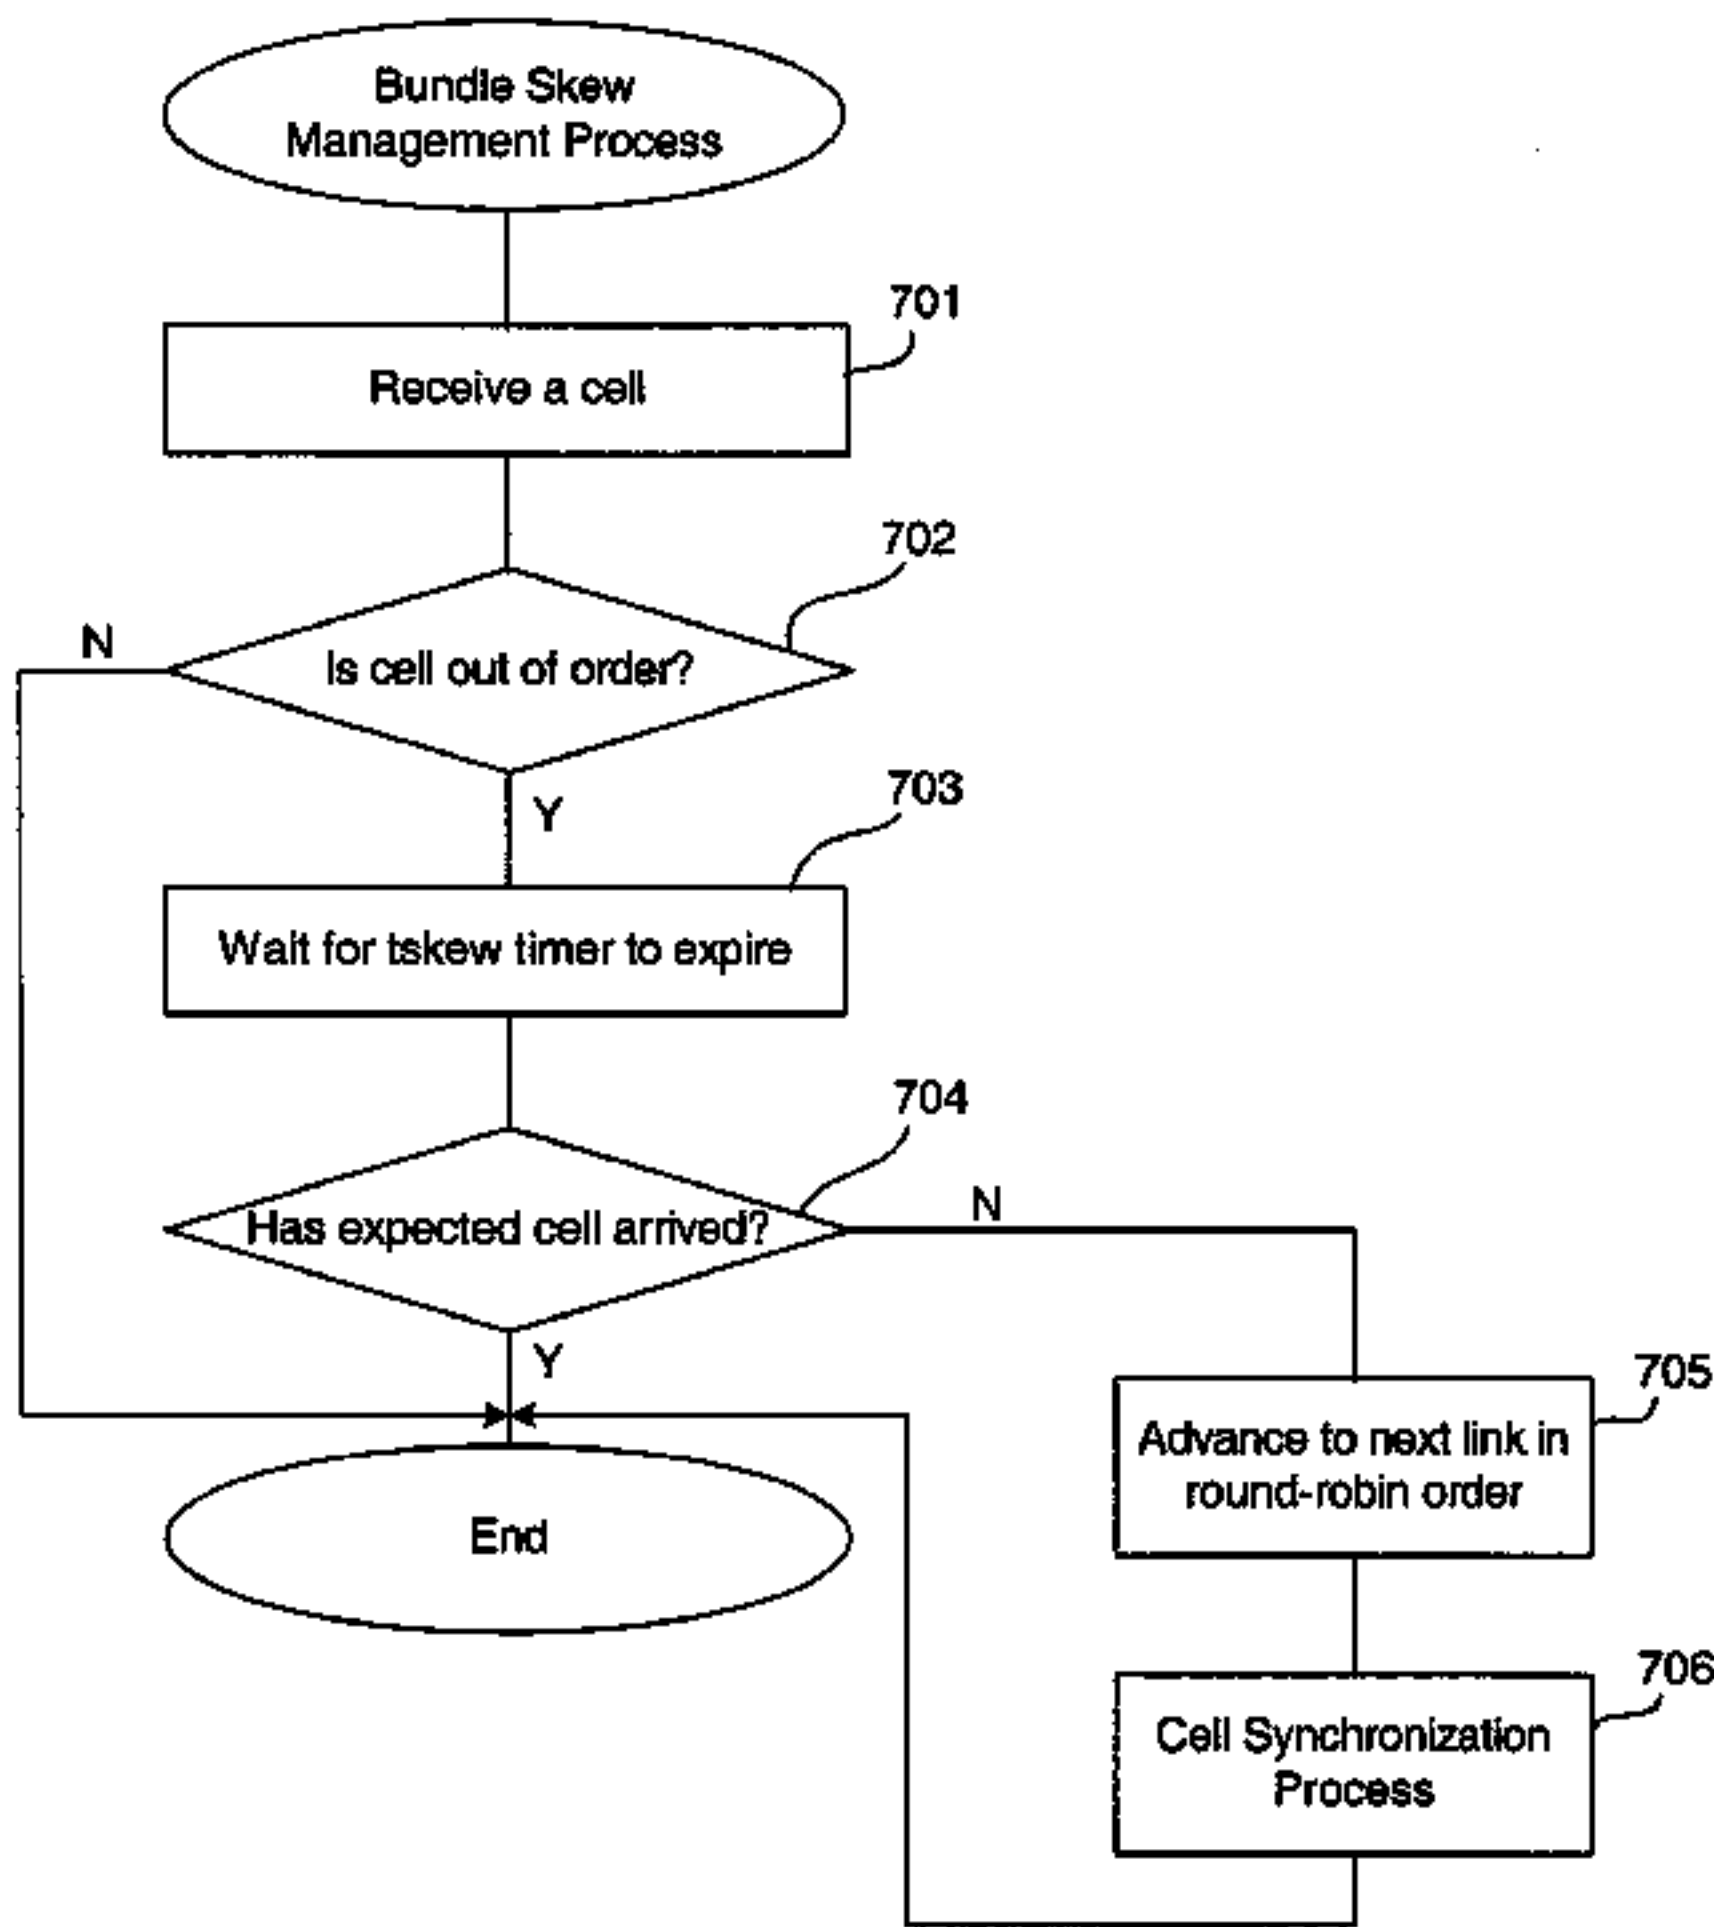 Bundle Skew
Management Process
701
Receive a cell
702
N
Is cell out of order?
Y
703
Wait for tskew timer to expire
704
N
Has expected cell arrived?
Y
705
Advance to next link in
round-robin order
End
706
Cell Synchronization
Process